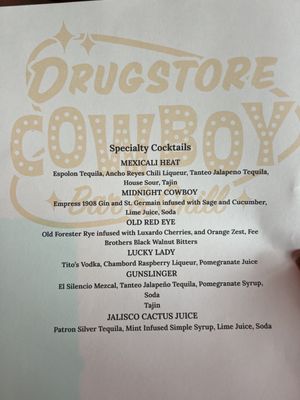 DRUGSTORE
COWBOY
Bar & Grill
Specialty Cocktails
MEXICALI HEAT
Espolon Tequila, Ancho Reyes Chili Liqueur, Tanteo Jalapeno Tequila,
House Sour, Tajin
MIDNIGHT COWBOY
Empress 1908 Gin and St. Germain infused with Sage and Cucumber,
Lime Juice, Soda
OLD RED EYE
Old Forester Rye infused with Luxardo Cherries, and Orange Zest, Fee
Brothers Black Walnut Bitters
LUCKY LADY
Tito's Vodka, Chambord Raspberry Liqueur, Pomegranate Juice
GUNSLINGER
El Silencio Mezcal, Tanteo Jalapeño Tequila, Pomegranate Syrup,
Soda
Tajin
JALISCO CACTUS JUICE
Patron Silver Tequila, Mint Infused Simple Syrup, Lime Juice, Soda